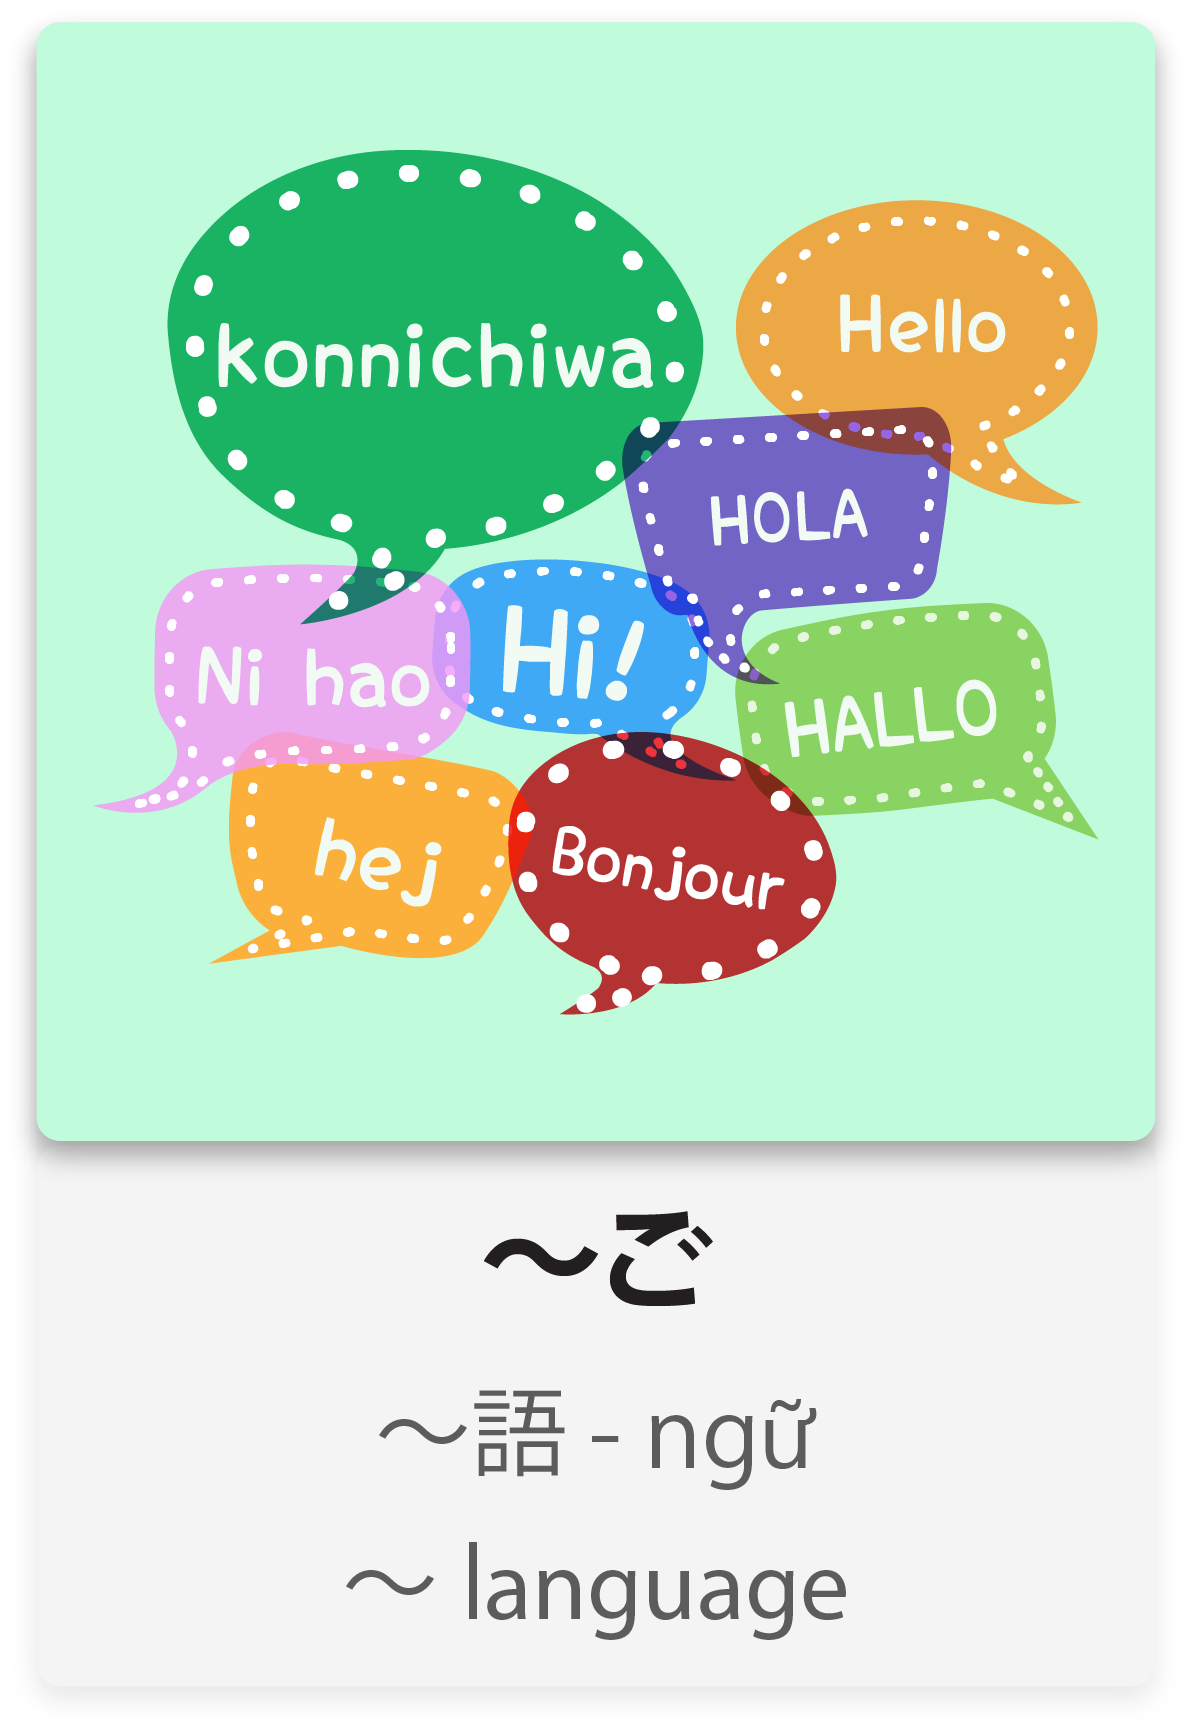 konnichiwa
Hello
HOLA
Ni hao
Hi!
HALLO
hej
Bonjour
～ご
～語 - ngữ
～ language